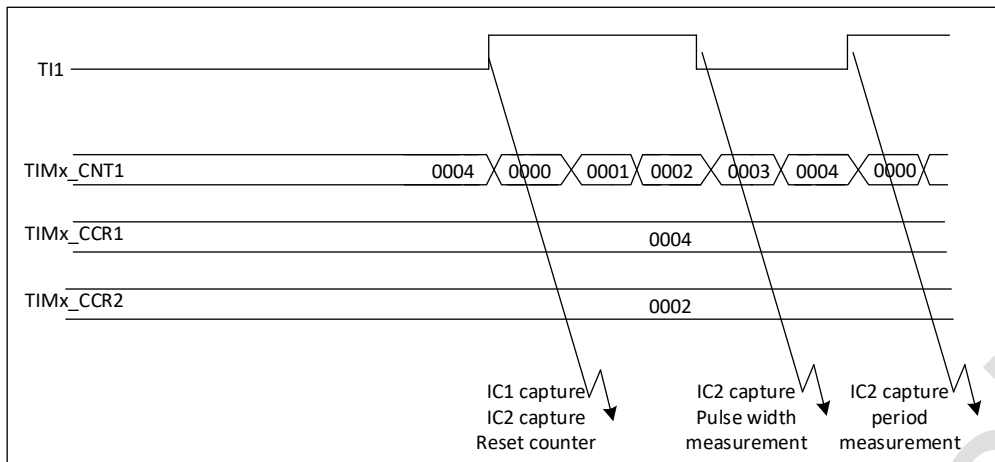 TI1
TIMx_CNT1
0004 0000 0001 0002 0003 0004 0000
TIMx_CCR1
0004
TIMx_CCR2
0002
IC1 capture
IC2 capture
Reset counter
IC2 capture
Pulse width
measurement
IC2 capture
period
measurement